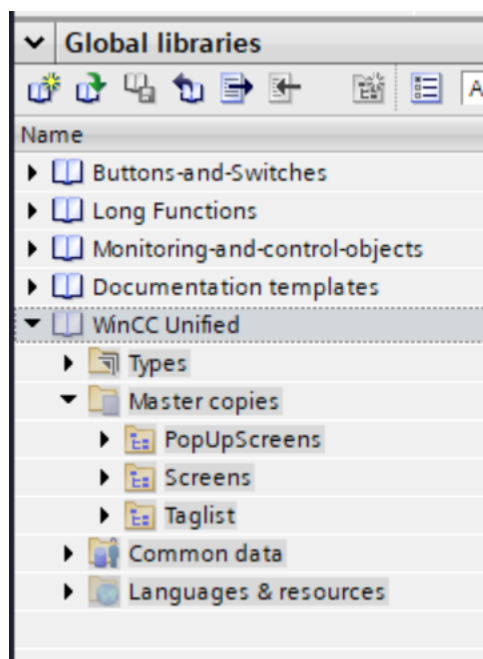 Global libraries
A
Name
Buttons-and-Switches
Long Functions
Monitoring-and-control-objects
Documentation templates
WinCC Unified
Types
Master copies
PopUpScreens
Screens
Taglist
Common data
Languages & resources